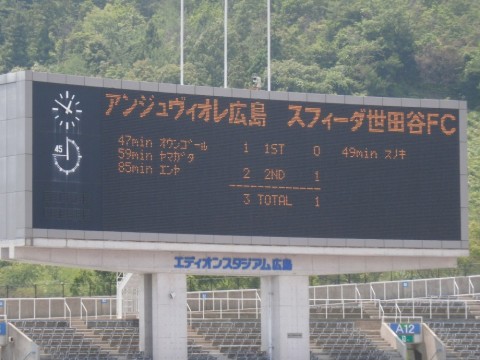 アンジュヴィオレ広島 スフィーダ世田谷FC
47min オウンゴール 1 1ST 0 49min スノキ
59min ヤマガタ
85min エンヤ 2 2ND 1
3 TOTAL 1
45
エディオンスタジアム広島
A12